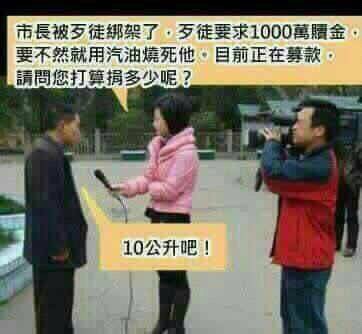 市長被歹徒綁架了，歹徒要求1000萬贖金，
要不然就用汽油燒死他，目前正在募款，
請問您打算捐多少呢？
10公升吧！